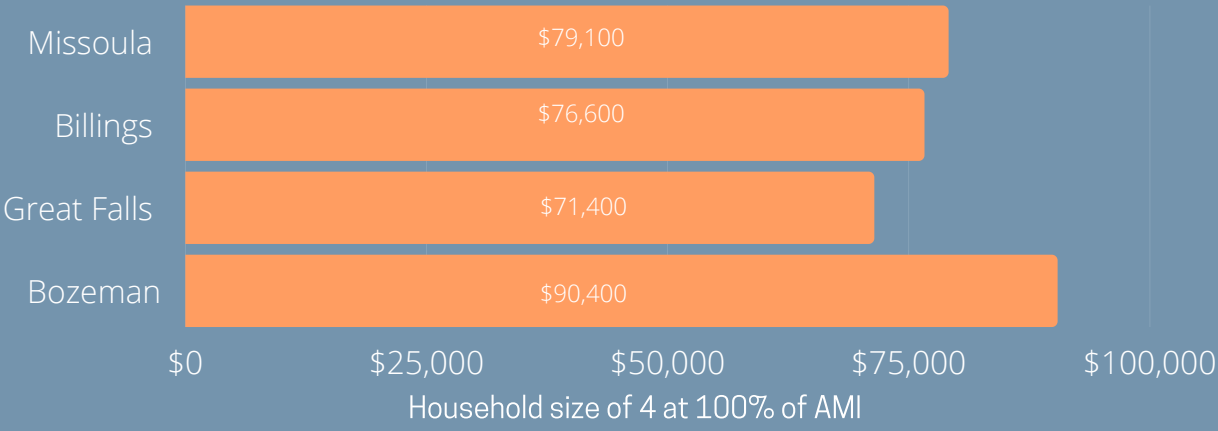 Missoula $79,100
Billings $76,600
Great Falls $71,400
Bozeman $90,400
$0 $25,000 $50,000 $75,000 $100,000
Household size of 4 at 100% of AMI